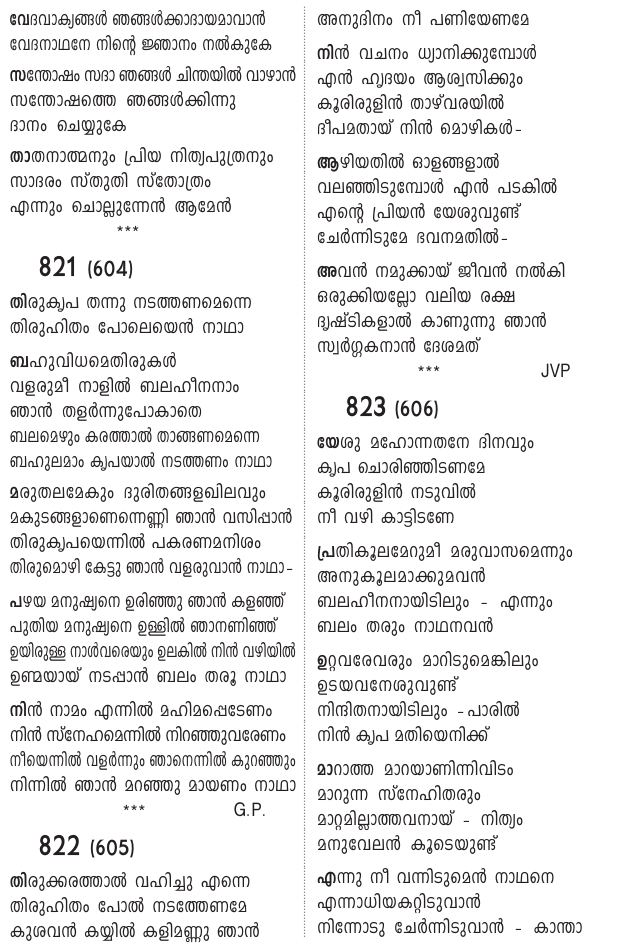 വേദവാക്യങ്ങൾ ഞങ്ങൾക്കാദായമാവാൻ
വേദനാഥനേ നിന്റെ ജ്ഞാനം നൽകുകേ
സന്തോഷം സദാ ഞങ്ങൾ ചിന്തയിൽ വാഴാൻ
സന്തോഷത്തെ ഞങ്ങൾക്കിന്നു
ദാനം ചെയ്യുകേ
താതനാത്മനും പ്രിയ നിത്യപുത്രനും
സാദരം സ്തുതി സ്തോത്രം
എന്നും ചൊല്ലുന്നേൻ ആമേൻ
***
821 (604)
തിരുകൃപ തന്നു നടത്തണമെന്നെ
തിരുഹിതം പോലെയെൻ നാഥാ
ബഹുവിധമെതിരുകൾ
വളരുമീ നാളിൽ ബലഹീനനാം
ഞാൻ തളർന്നുപോകാതെ
ബലമെഴും കരത്താൽ താങ്ങണമെന്നെ
ബഹുലമാം കൃപയാൽ നടത്തണം നാഥാ
മരുതലമേകും ദുരിതങ്ങളഖിലവും
മകുടങ്ങളാണെന്നെണ്ണി ഞാൻ വസിപ്പാൻ
തിരുകൃപയെന്നിൽ പകരണമനിശം
തിരുമൊഴി കേട്ടു ഞാൻ വളരുവാൻ നാഥാ-
പഴയ മനുഷ്യനെ ഉരിഞ്ഞു ഞാൻ കളഞ്ഞ്
പുതിയ മനുഷ്യനെ ഉള്ളിൽ ഞാനണിഞ്ഞ്
ഉയിരുള്ള നാൾവരെയും ഉലകിൽ നിൻ വഴിയിൽ
ഉണ്മയായ് നടപ്പാൻ ബലം തരൂ നാഥാ
നിൻ നാമം എന്നിൽ മഹിമപ്പെടേണം
നിൻ സ്നേഹമെന്നിൽ നിറഞ്ഞുവരേണം
നീയെന്നിൽ വളർന്നും ഞാനെന്നിൽ കുറഞ്ഞും
നിന്നിൽ ഞാൻ മറഞ്ഞു മായണം നാഥാ
*** G.P.
822 (605)
തിരുക്കരത്താൽ വഹിച്ചു എന്നെ
തിരുഹിതം പോൽ നടത്തേണമേ
കുശവൻ കയ്യിൽ കളിമണ്ണു ഞാൻ
അനുദിനം നീ പണിയേണമേ
നിൻ വചനം ധ്യാനിക്കുമ്പോൾ
എൻ ഹൃദയം ആശ്വസിക്കും
കൂരിരുളിൻ താഴ്വരയിൽ
ദീപമതായ് നിൻ മൊഴികൾ-
ആഴിയതിൽ ഓളങ്ങളാൽ
വലഞ്ഞിടുമ്പോൾ എൻ പടകിൽ
എന്റെ പ്രിയൻ യേശുവുണ്ട്
ചേർന്നിടുമേ ഭവനമതിൽ-
അവൻ നമുക്കായ് ജീവൻ നൽകി
ഒരുക്കിയല്ലോ വലിയ രക്ഷ
ദൃഷ്ടികളാൽ കാണുന്നു ഞാൻ
സ്വർഗ്ഗകനാൻ ദേശമത്
*** JVP
823 (606)
യേശു മഹോന്നതനേ ദിനവും
കൃപ ചൊരിഞ്ഞിടണമേ
കൂരിരുളിൻ നടുവിൽ
നീ വഴി കാട്ടിടണേ
പ്രതികൂലമേറുമീ മരുവാസമെന്നും
അനുകൂലമാക്കുമവൻ
ബലഹീനനായിടിലും - എന്നും
ബലം തരും നാഥനവൻ
ഉറ്റവരേവരും മാറിടുമെങ്കിലും
ഉടയവനേശുവുണ്ട്
നിന്ദിതനായിടിലും -പാരിൽ
നിൻ കൃപ മതിയെനിക്ക്
മാറാത്ത മാറയാണിന്നിവിടം
മാറുന്ന സ്നേഹിതരും
മാറ്റമില്ലാത്തവനായ് - നിത്യം
മനുവേലൻ കൂടെയുണ്ട്
എന്നു നീ വന്നിടുമെൻ നാഥനെ
എന്നാധിയകറ്റിടുവാൻ
നിന്നോടു ചേർന്നിടുവാൻ - കാന്താ